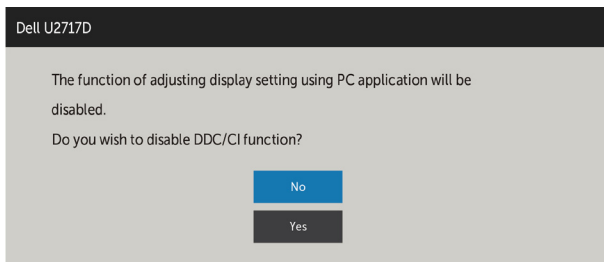 Dell U2717D
The function of adjusting display setting using PC application will be
disabled.
Do you wish to disable DDC/CI function?
No
Yes